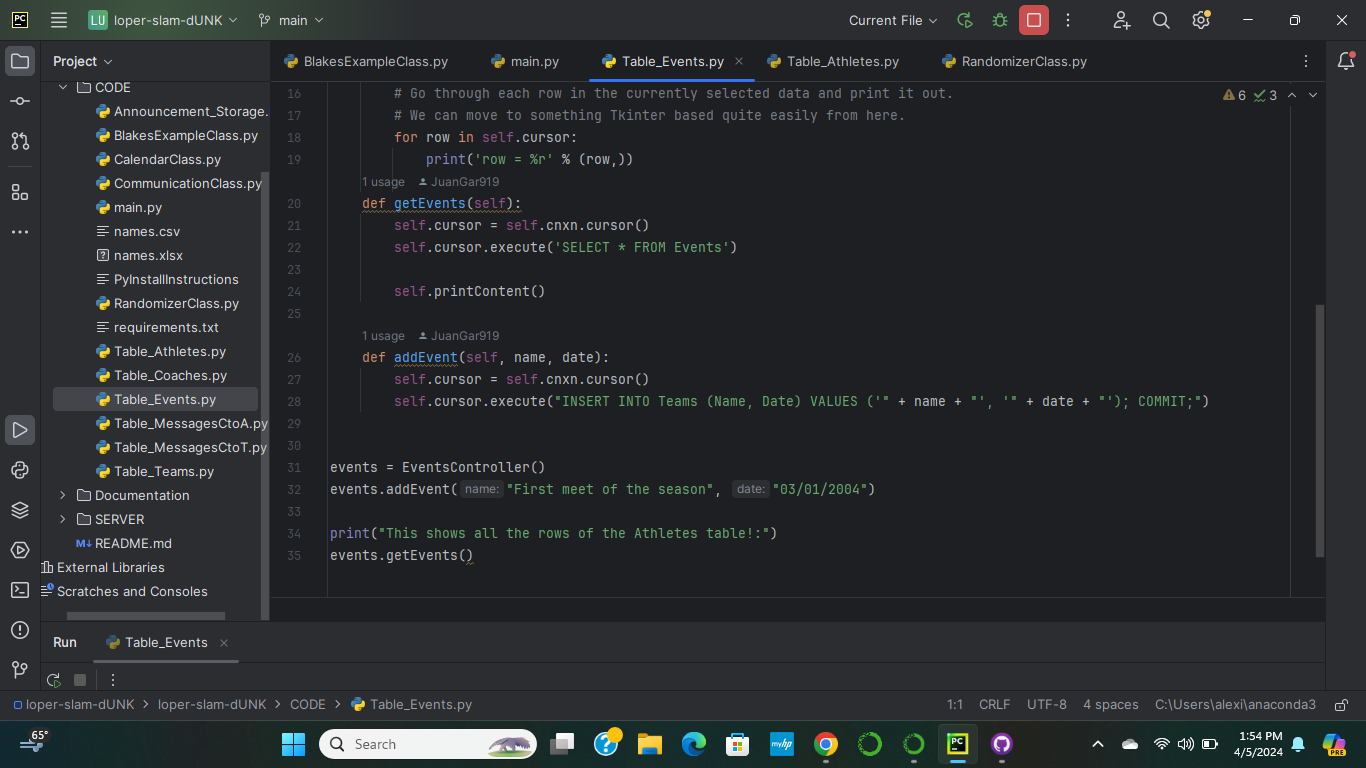 PC LU loper-slam-dUNK main Current File
Project BlakesExampleClass.py main.py Table_Events.py Table_Athletes.py RandomizerClass.py
CODE
Announcement_Storage.
BlakesExampleClass.py
CalendarClass.py
CommunicationClass.py
main.py
names.csv
names.xlsx
PyInstallInstructions
RandomizerClass.py
requirements.txt
Table_Athletes.py
Table_Coaches.py
Table_Events.py
Table_MessagesCtoA.py
Table_MessagesCtoT.py
Table_Teams.py
Documentation
SERVER
README.md
External Libraries
Scratches and Consoles
6 3
16 # Go through each row in the currently selected data and print it out.
17 # We can move to something Tkinter based quite easily from here.
18 for row in self.cursor:
19 print('row = %r' % (row,))
1 usage JuanGar919
20 def getEvents(self):
21 self.cursor = self.cnxn.cursor()
22 self.cursor.execute('SELECT * FROM Events')
23
24 self.printContent()
25
1 usage JuanGar919
26 def addEvent(self, name, date):
27 self.cursor = self.cnxn.cursor()
28 self.cursor.execute("INSERT INTO Teams (Name, Date) VALUES ('" + name + "', '" + date + "'); COMMIT;")
29
30
31 events = EventsController()
32 events.addEvent( name: "First meet of the season", date: "03/01/2004")
33
34 print("This shows all the rows of the Athletes table!:")
35 events.getEvents()
Run Table_Events
loper-slam-dUNK > loper-slam-dUNK > CODE > Table_Events.py 1:1 CRLF UTF-8 4 spaces C:\Users\alexi\anaconda3
65° Search myhp PC PRE
1:54 PM
4/5/2024